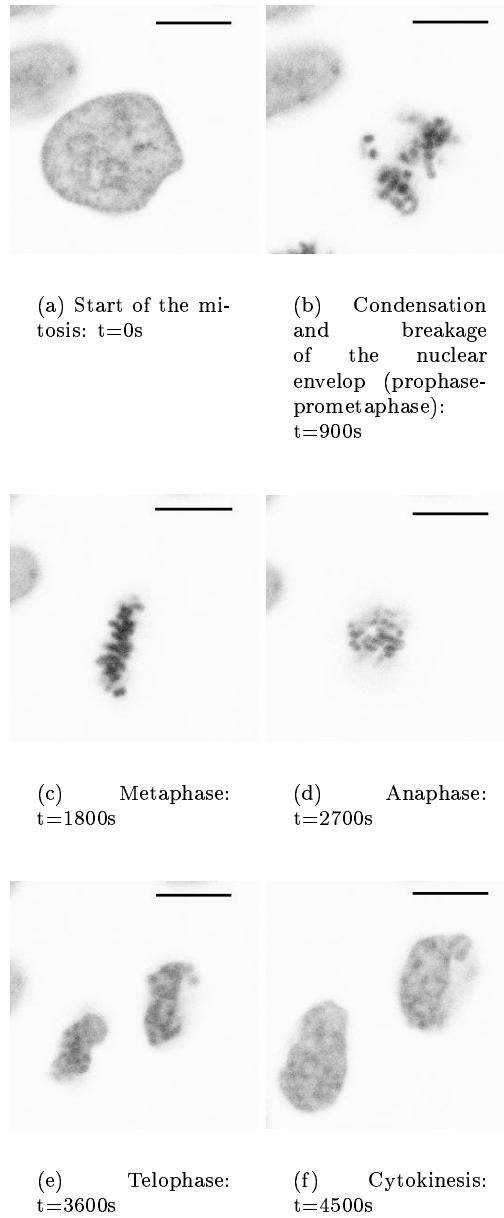 (a) Start of the mi-
tosis: t=0s
(b) Condensation
and breakage
of the nuclear
envelop (prophase-
prometaphase):
t=900s
(c) Metaphase:
t=1800s
(d) Anaphase:
t=2700s
(e) Telophase:
t=3600s
(f) Cytokinesis:
t=4500s